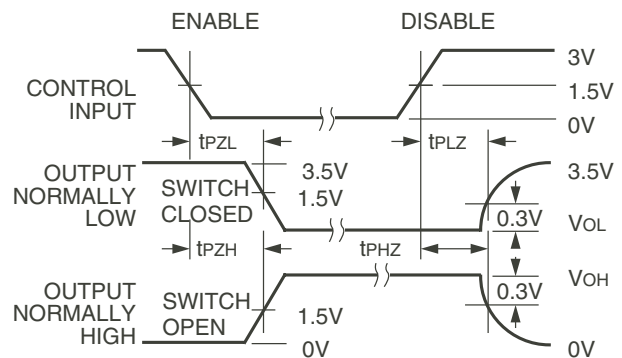 ENABLE DISABLE
3V
CONTROL INPUT 1.5V
0V
tPZL tPLZ
OUTPUT NORMALLY LOW
SWITCH CLOSED
3.5V
1.5V
3.5V
0.3V VOL
tPZH tPHZ
VOH
0.3V
OUTPUT NORMALLY HIGH
SWITCH OPEN
1.5V
0V
0V